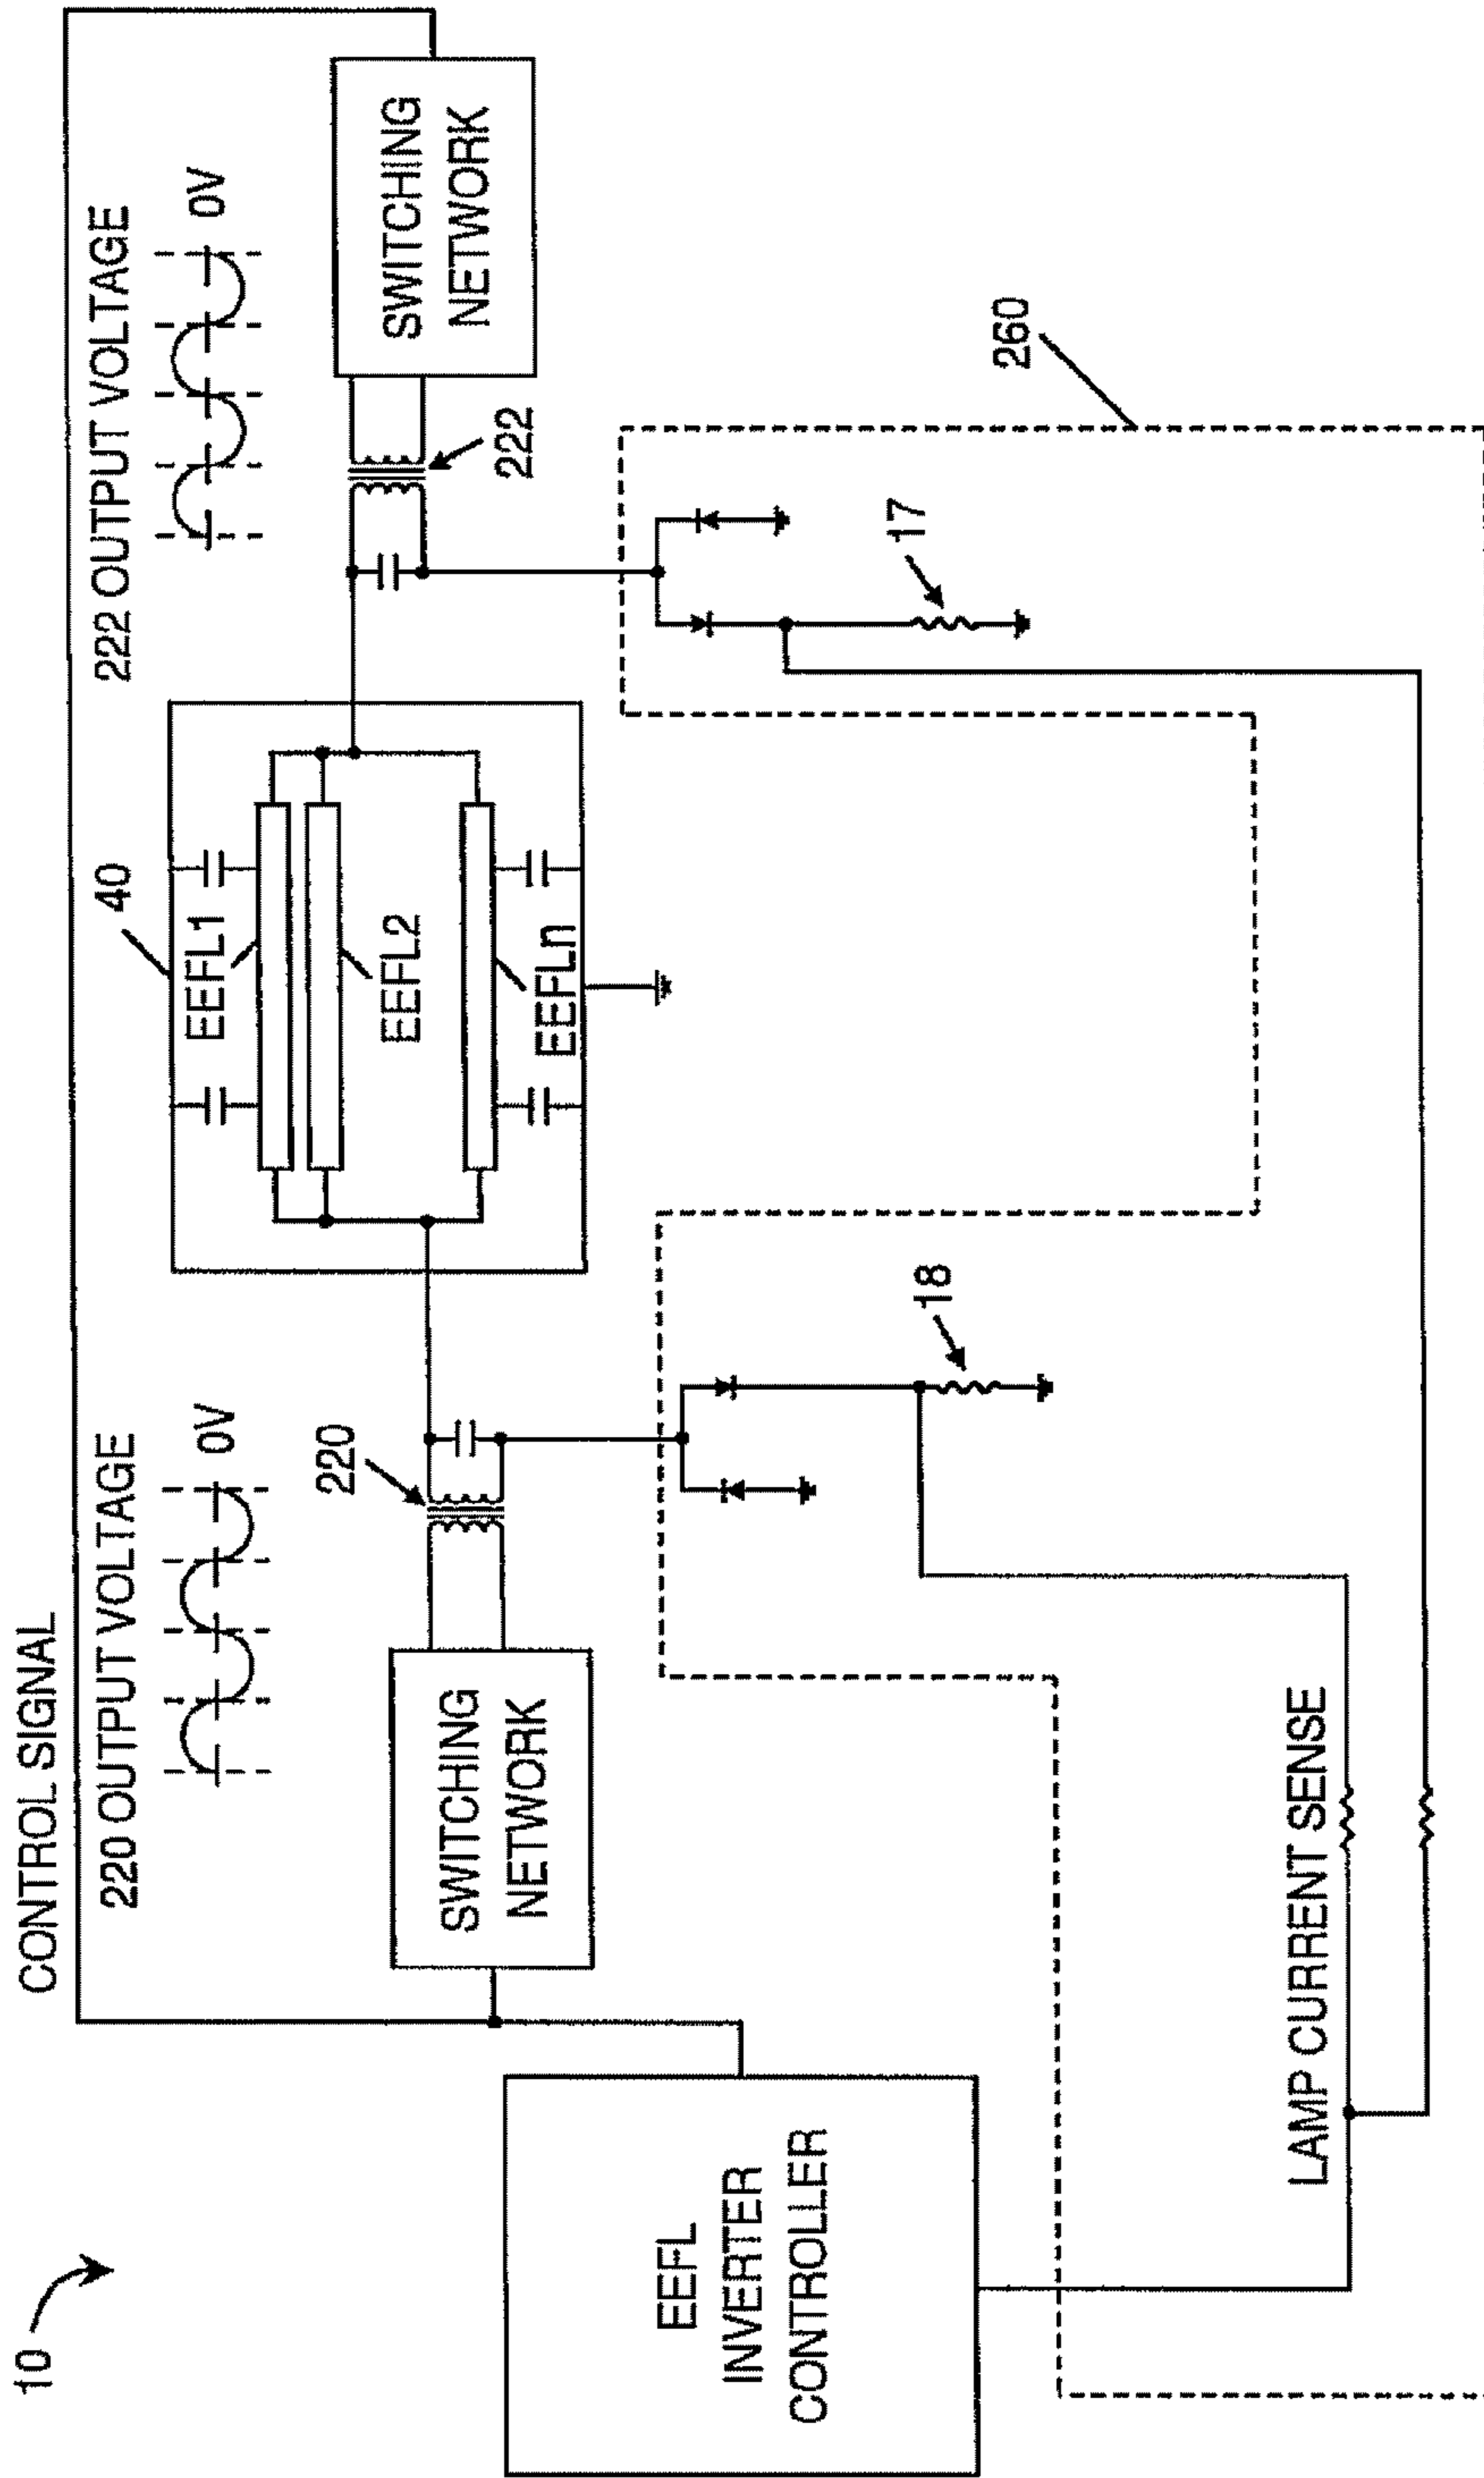 10
CONTROL SIGNAL
220 OUTPUT VOLTAGE
0V
222 OUTPUT VOLTAGE
0V
40
EEFL1
EEFL2
EEFLn
220
222
SWITCHING
NETWORK
SWITCHING
NETWORK
EEFL
INVERTER
CONTROLLER
18
17
260
LAMP CURRENT SENSE